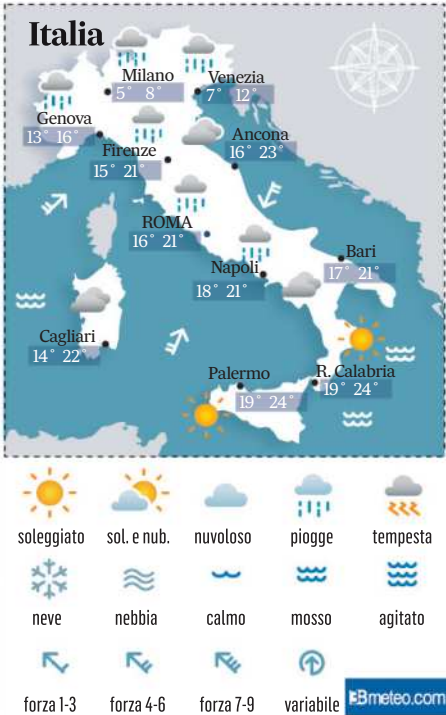 Italia
Milano
5° 8°
Venezia
7° 12°
Genova
13° 16°
Firenze
15° 21°
Ancona
16° 23°
ROMA
16° 21°
Napoli
18° 21°
Bari
17° 21°
Cagliari
14° 22°
Palermo
19° 24°
R. Calabria
19° 24°
soleggiato sol. e nub. nuvoloso piogge tempesta
neve nebbia calmo mosso agitato
forza 1-3 forza 4-6 forza 7-9 variabile
3Bmeteo.com